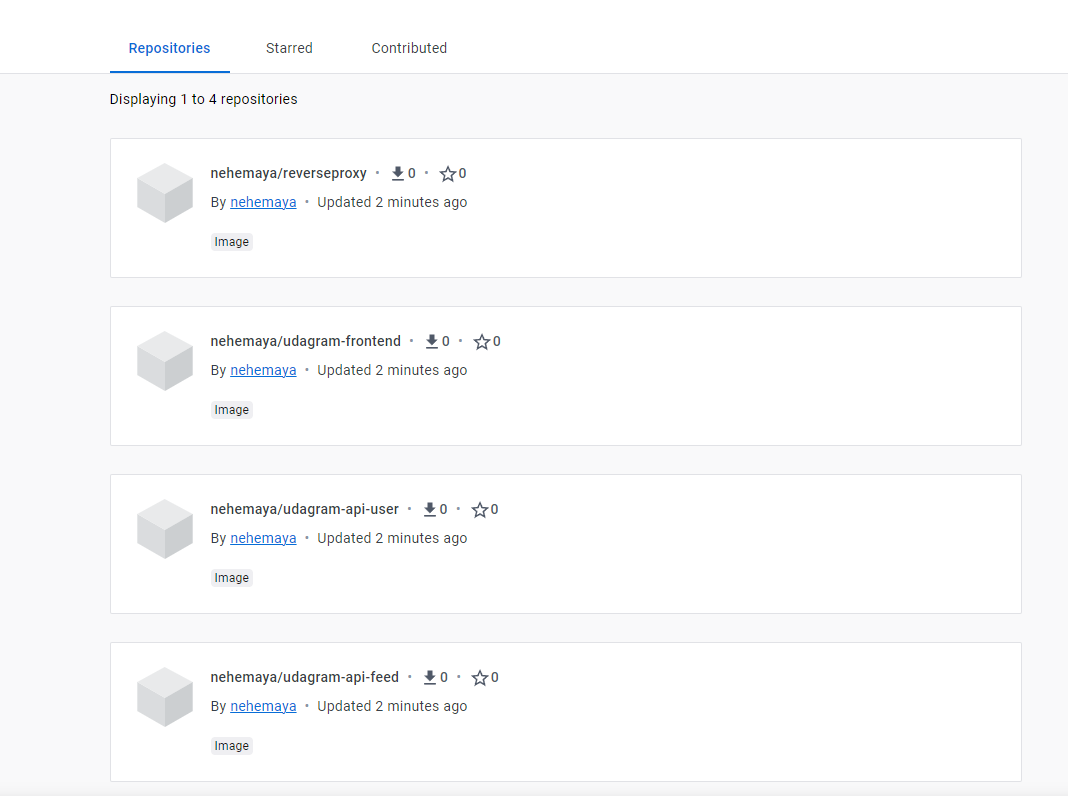 Repositories Starred Contributed
Displaying 1 to 4 repositories
nehemaya/reverseproxy • 0 • 0
By nehemaya • Updated 2 minutes ago
Image
nehemaya/udagram-frontend • 0 • 0
By nehemaya • Updated 2 minutes ago
Image
nehemaya/udagram-api-user • 0 • 0
By nehemaya • Updated 2 minutes ago
Image
nehemaya/udagram-api-feed • 0 • 0
By nehemaya • Updated 2 minutes ago
Image